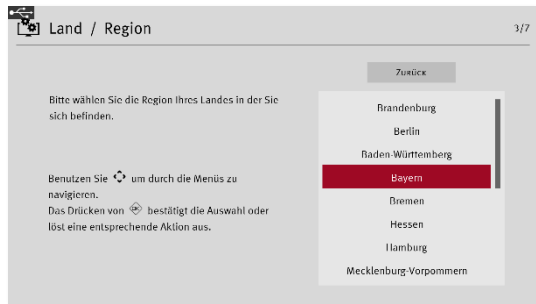 Land / Region
3/7
Zurück
Bitte wählen Sie die Region Ihres Landes in der Sie
sich befinden.
Benutzen Sie um durch die Menüs zu
navigieren.
Das Drücken von OK bestätigt die Auswahl oder
löst eine entsprechende Aktion aus.
Brandenburg
Berlin
Baden-Württemberg
Bayern
Bremen
Hessen
Hamburg
Mecklenburg-Vorpommern